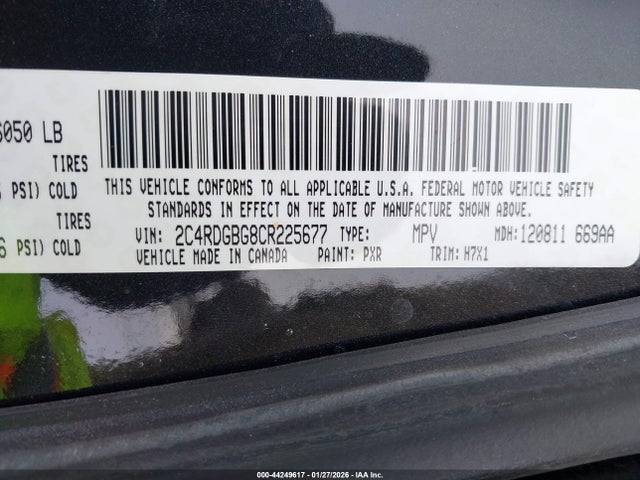 6050 LB
TIRES
PSI) COLD
TIRES
PSI) COLD
THIS VEHICLE CONFORMS TO ALL APPLICABLE U.S.A. FEDERAL MOTOR VEHICLE SAFETY
STANDARDS IN EFFECT ON THE DATE OF MANUFACTURE SHOWN ABOVE.
VIN: 2C4RDGBG8CR225677 TYPE: MPV MDH: 120811 669AA
VEHICLE MADE IN CANADA PAINT: PXR TRIM: H7X1
000-44249617 - 01/27/2026 - IAA Inc.